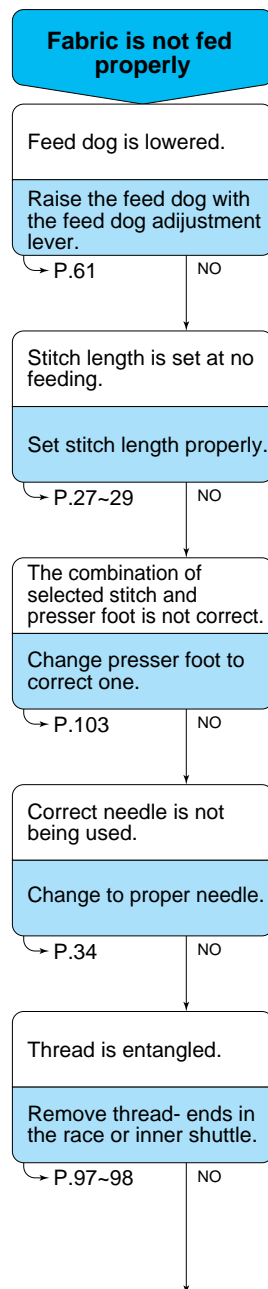 Fabric is not fed
properly
Feed dog is lowered.
Raise the feed dog with
the feed dog adijustment
lever.
P.61
NO
Stitch length is set at no
feeding.
Set stitch length properly.
P.27~29
NO
The combination of
selected stitch and
presser foot is not correct.
Change presser foot to
correct one.
P.103
NO
Correct needle is not
being used.
Change to proper needle.
P.34
NO
Thread is entangled.
Remove thread- ends in
the race or inner shuttle.
P.97~98
NO